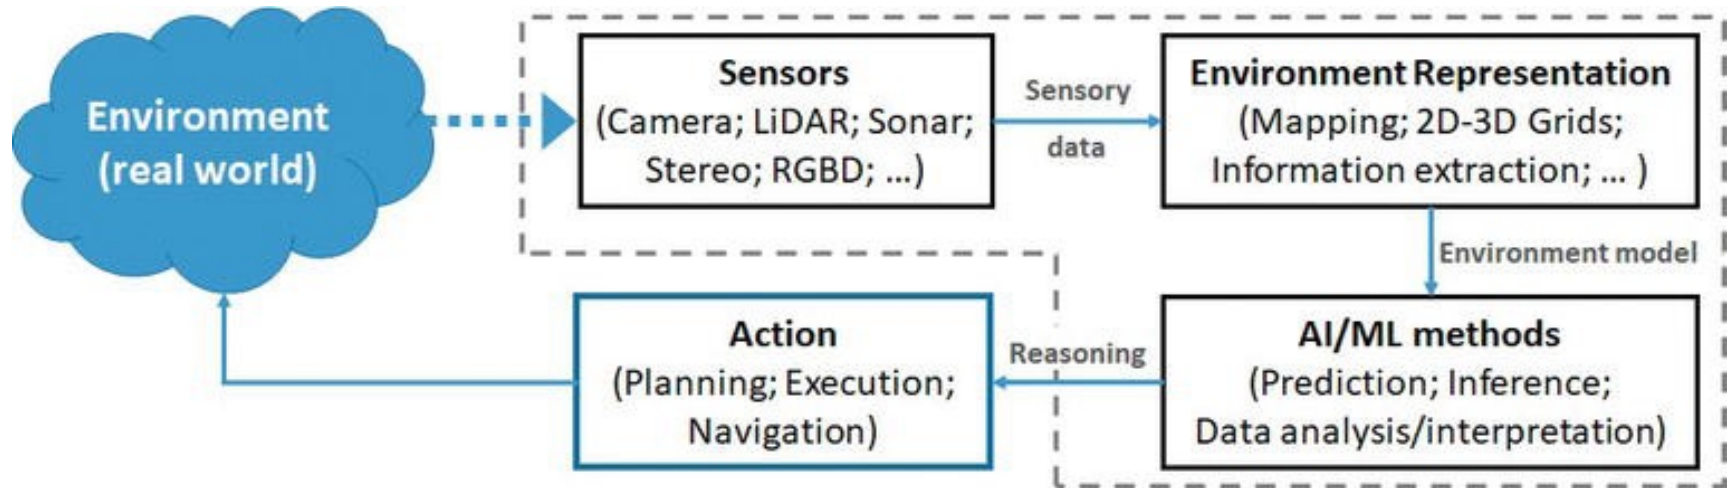 Environment
(real world)
Sensors
(Camera; LiDAR; Sonar;
Stereo; RGBD; ...)
Sensory
data
Environment Representation
(Mapping; 2D-3D Grids;
Information extraction; ... )
Environment model
AI/ML methods
(Prediction; Inference;
Data analysis/interpretation)
Reasoning
Action
(Planning; Execution;
Navigation)